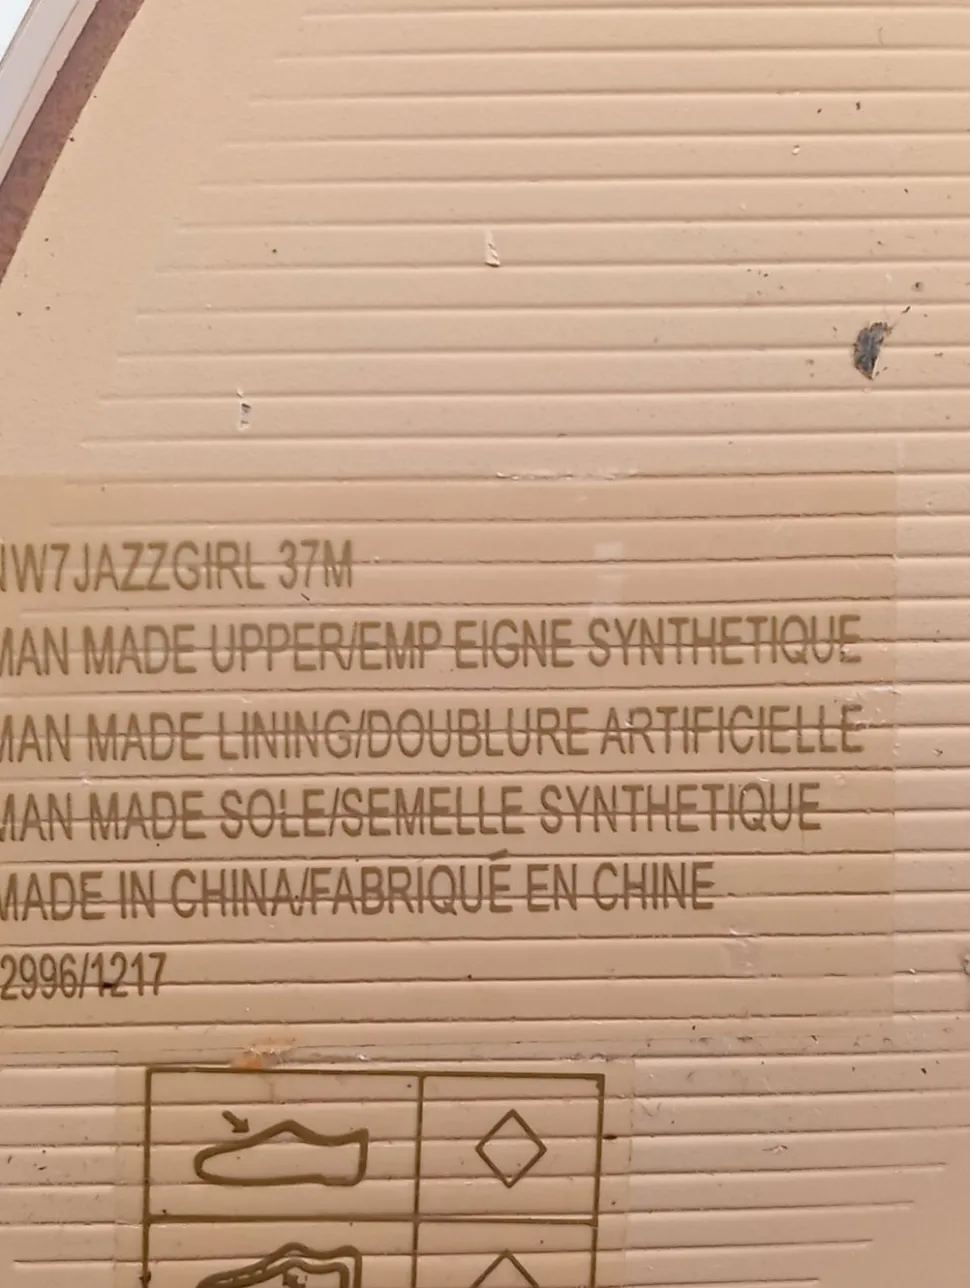 NW7JAZZGIRL 37M
MAN MADE UPPER/EMP EIGNE SYNTHETIQUE
MAN MADE LINING/DOUBLURE ARTIFICIELLE
MAN MADE SOLE/SEMELLE SYNTHETIQUE
MADE IN CHINA/FABRIQUÉ EN CHINE
2996/1217